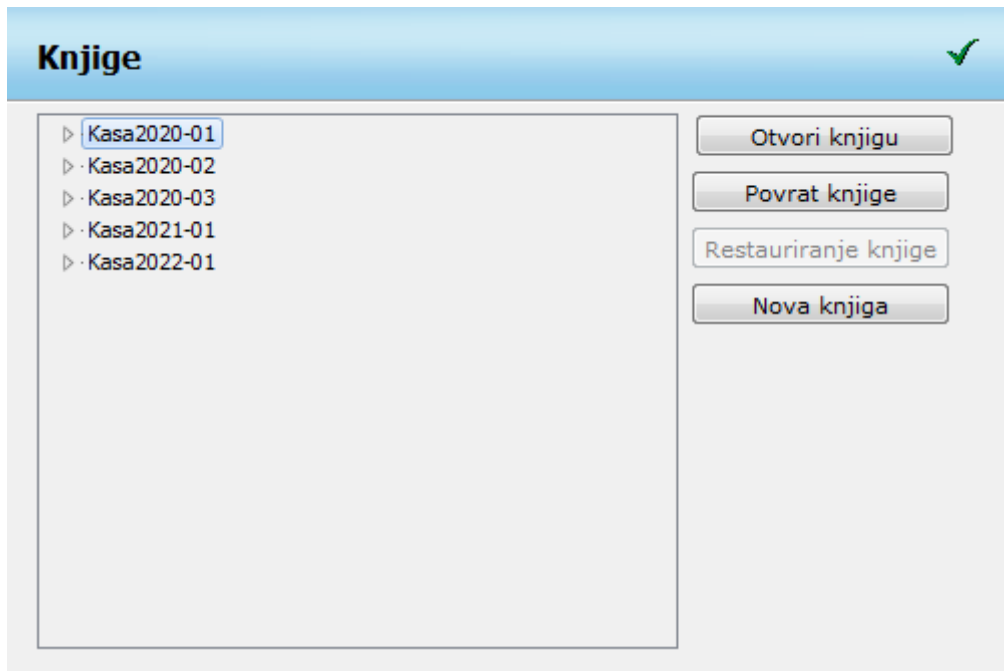 Knjige
Kasa2020-01
Kasa2020-02
Kasa2020-03
Kasa2021-01
Kasa2022-01
Otvori knjigu
Povrat knjige
Restauriranje knjige
Nova knjiga